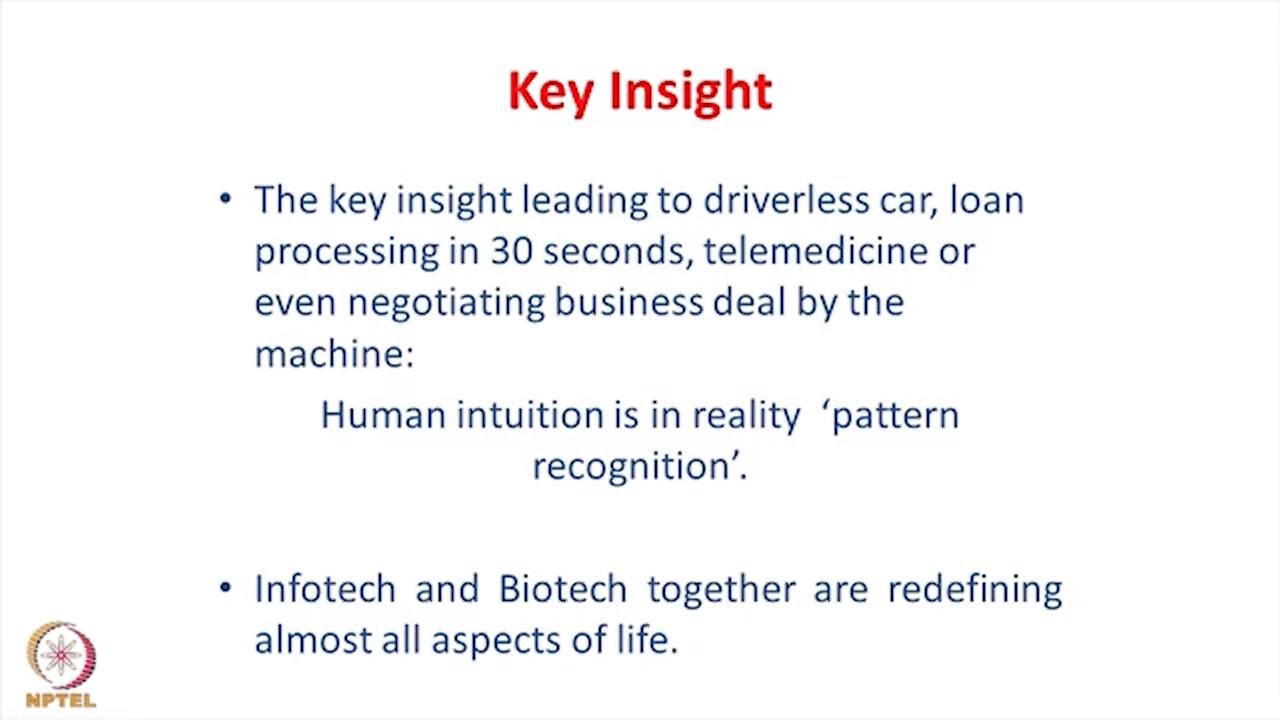 Key Insight
• The key insight leading to driverless car, loan
processing in 30 seconds, telemedicine or
even negotiating business deal by the
machine:
Human intuition is in reality ‘pattern
recognition’.
• Infotech and Biotech together are redefining
almost all aspects of life.
NPTEL